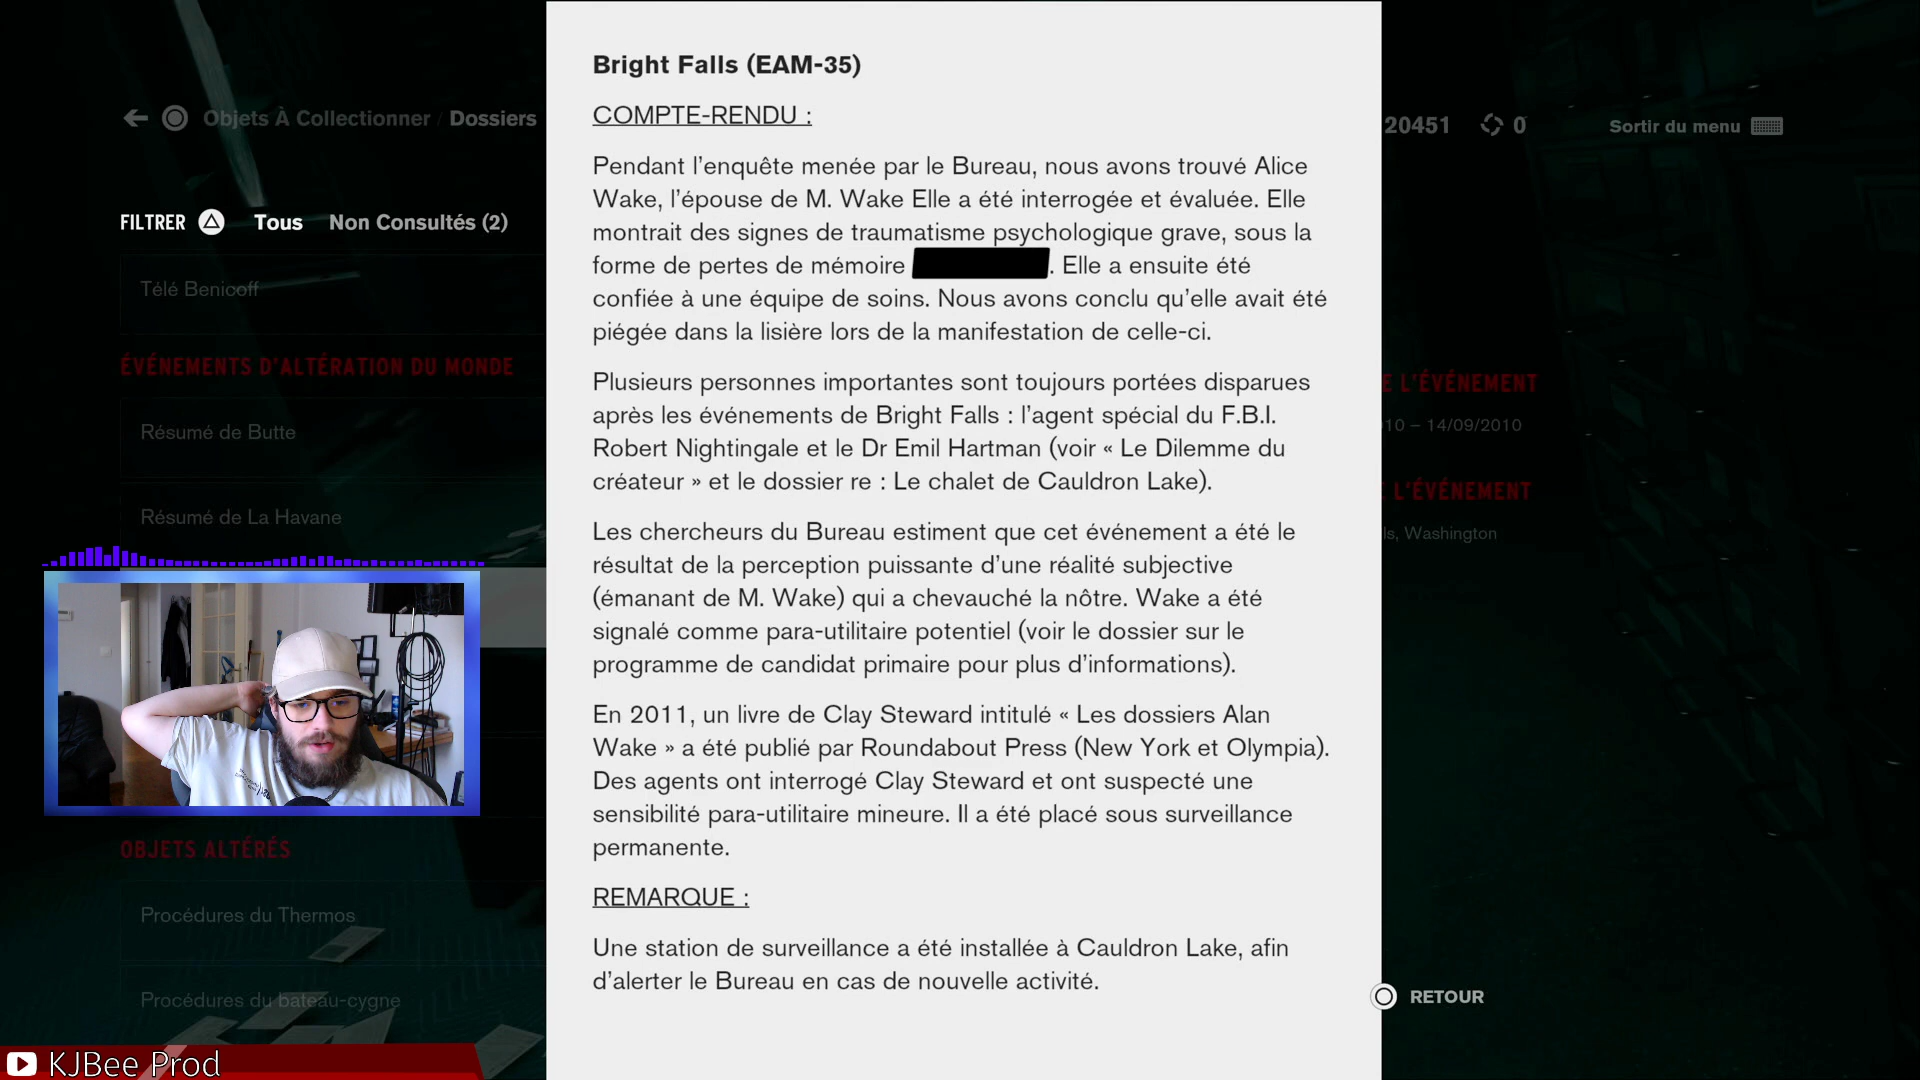 Objets À Collectionner / Dossiers
20451
0
Sortir du menu
FILTRER
Tous
Non Consultés (2)
Télé Benicoff
ÉVÉNEMENTS D'ALTÉRATION DU MONDE
Résumé de Butte
Résumé de La Havane
OBJETS ALTÉRÉS
Procédures du Thermos
Procédures du bateau-cygne
Bright Falls (EAM-35)
COMPTE-RENDU :
Pendant l'enquête menée par le Bureau, nous avons trouvé Alice
Wake, l'épouse de M. Wake Elle a été interrogée et évaluée. Elle
montrait des signes de traumatisme psychologique grave, sous la
forme de pertes de mémoire . Elle a ensuite été
confiée à une équipe de soins. Nous avons conclu qu'elle avait été
piégée dans la lisière lors de la manifestation de celle-ci.
Plusieurs personnes importantes sont toujours portées disparues
après les événements de Bright Falls : l'agent spécial du F.B.I.
Robert Nightingale et le Dr Emil Hartman (voir « Le Dilemme du
créateur » et le dossier re : Le chalet de Cauldron Lake).
Les chercheurs du Bureau estiment que cet événement a été le
résultat de la perception puissante d'une réalité subjective
(émanant de M. Wake) qui a chevauché la nôtre. Wake a été
signalé comme para-utilitaire potentiel (voir le dossier sur le
programme de candidat primaire pour plus d'informations).
En 2011, un livre de Clay Steward intitulé « Les dossiers Alan
Wake » a été publié par Roundabout Press (New York et Olympia).
Des agents ont interrogé Clay Steward et ont suspecté une
sensibilité para-utilitaire mineure. Il a été placé sous surveillance
permanente.
REMARQUE :
Une station de surveillance a été installée à Cauldron Lake, afin
d'alerter le Bureau en cas de nouvelle activité.
E L'ÉVÉNEMENT
10 – 14/09/2010
L'ÉVÉNEMENT
ls, Washington
RETOUR
KJBee Prod